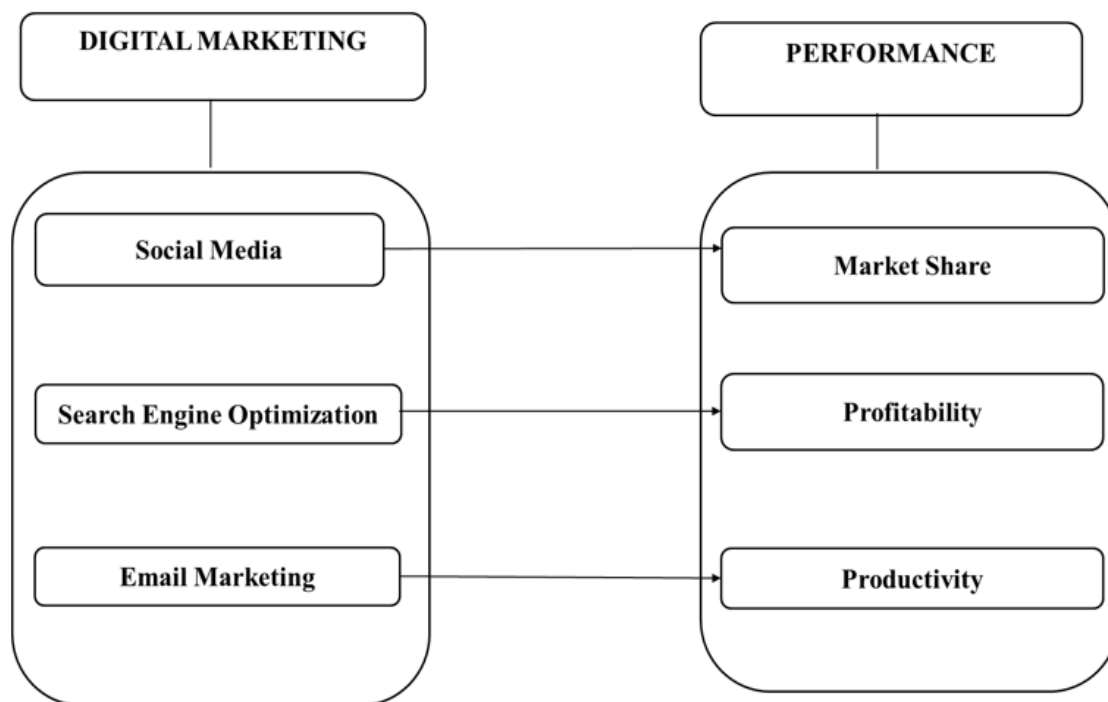 DIGITAL MARKETING
PERFORMANCE
Social Media
Market Share
Search Engine Optimization
Profitability
Email Marketing
Productivity